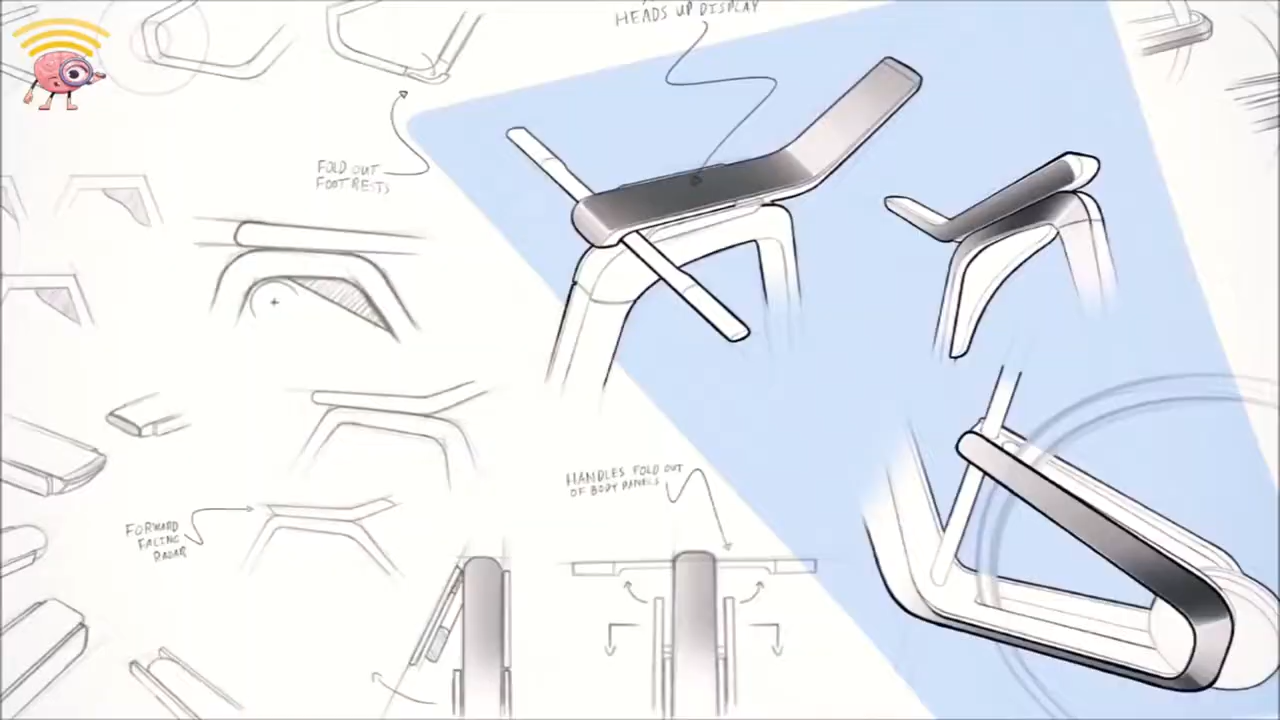 HEADS UP DISPLAY
FOLD OUT
FOOT RESTS
HANDLES FOLD OUT
OF BODY PANELS
FORWARD
FACING
RADAR